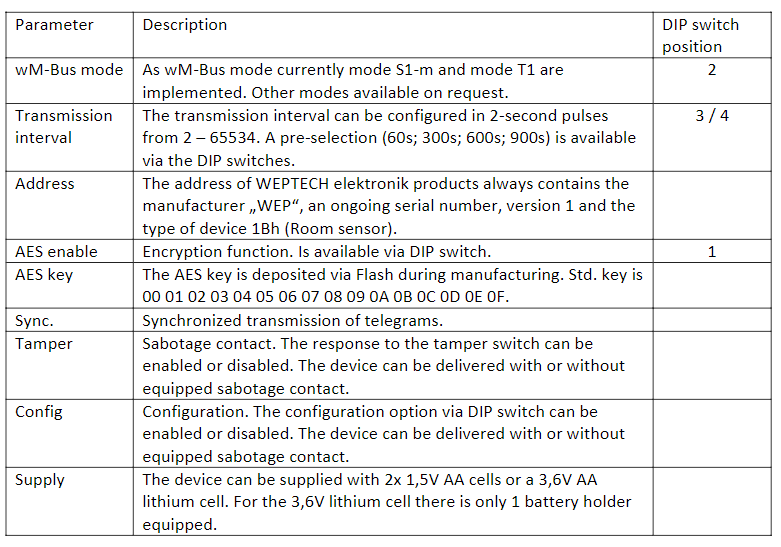 Parameter Description DIP switch
position
wM-Bus mode As wM-Bus mode currently mode S1-m and mode T1 are 2
implemented. Other modes available on request.
Transmission The transmission interval can be configured in 2-second pulses 3 / 4
interval from 2 – 65534. A pre-selection (60s; 300s; 600s; 900s) is available
via the DIP switches.
Address The address of WEPTECH elektronik products always contains the
manufacturer „WEP“, an ongoing serial number, version 1 and the
type of device 1Bh (Room sensor).
AES enable Encryption function. Is available via DIP switch. 1
AES key The AES key is deposited via Flash during manufacturing. Std. key is
00 01 02 03 04 05 06 07 08 09 0A 0B 0C 0D 0E 0F.
Sync. Synchronized transmission of telegrams.
Tamper Sabotage contact. The response to the tamper switch can be
enabled or disabled. The device can be delivered with or without
equipped sabotage contact.
Config Configuration. The configuration option via DIP switch can be
enabled or disabled. The device can be delivered with or without
equipped sabotage contact.
Supply The device can be supplied with 2x 1,5V AA cells or a 3,6V AA
lithium cell. For the 3,6V lithium cell there is only 1 battery holder
equipped.